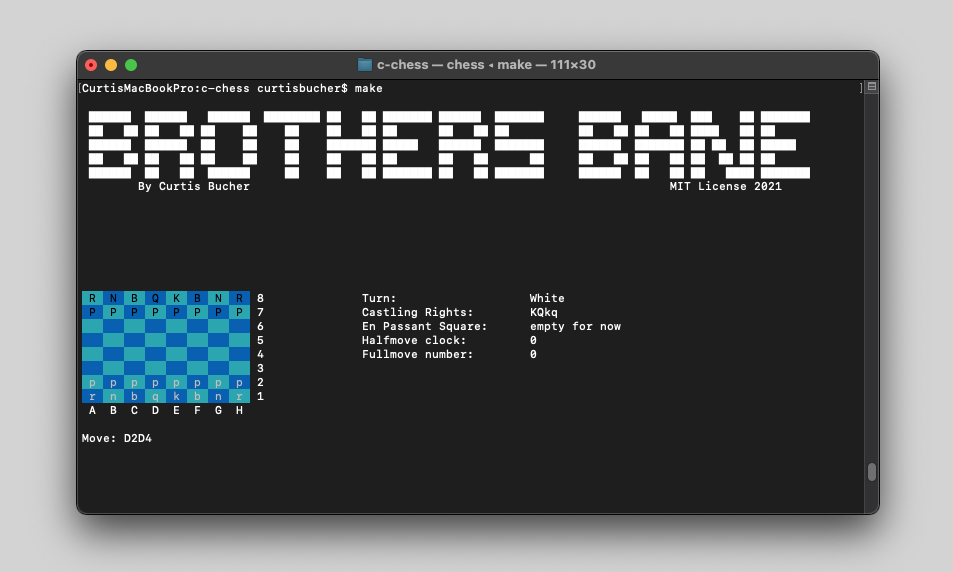 c-chess — chess ◂ make — 111×30
[CurtisMacBookPro:c-chess curtisbucher$ make ]
BROTHERS BANE
By Curtis Bucher MIT License 2021
R N B Q K B N R 8 Turn: White
P P P P P P P P 7 Castling Rights: KQkq
6 En Passant Square: empty for now
5 Halfmove clock: 0
4 Fullmove number: 0
3
p p p p p p p p 2
r n b q k b n r 1
A B C D E F G H
Move: D2D4